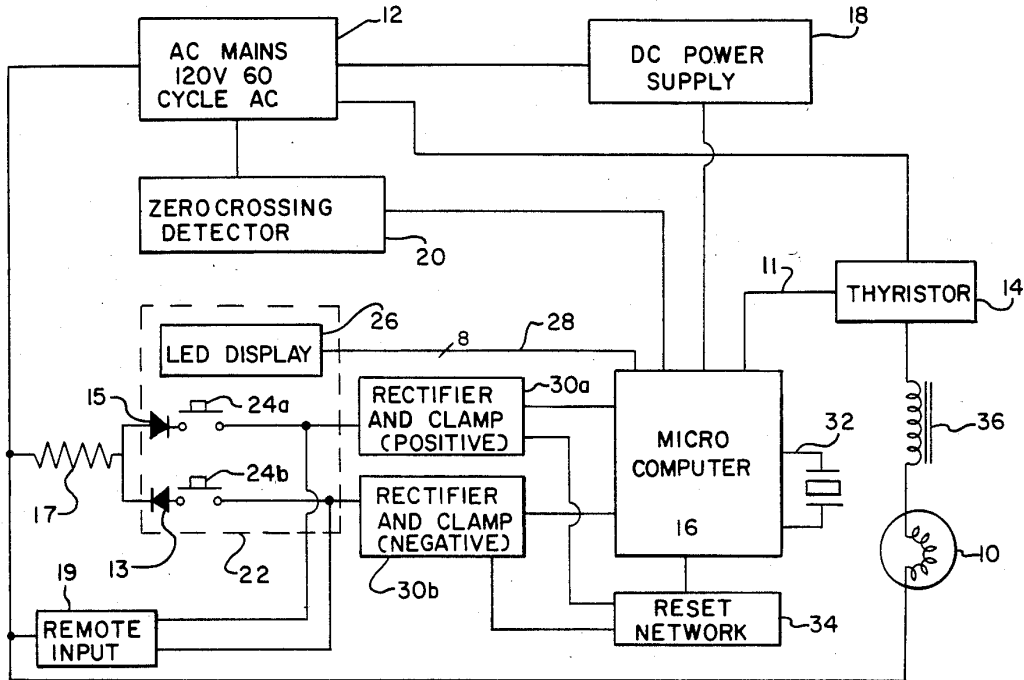 12
18
AC MAINS
120V 60
CYCLE AC
DC POWER
SUPPLY
ZERO CROSSING
DETECTOR
20
11
THYRISTOR
14
26
28
8
LED DISPLAY
30a
15
24a
RECTIFIER
AND CLAMP
(POSITIVE)
32
36
MICRO
COMPUTER
16
24b
17
RECTIFIER
AND CLAMP
(NEGATIVE)
10
13
22
30b
19
REMOTE
INPUT
RESET
NETWORK
34